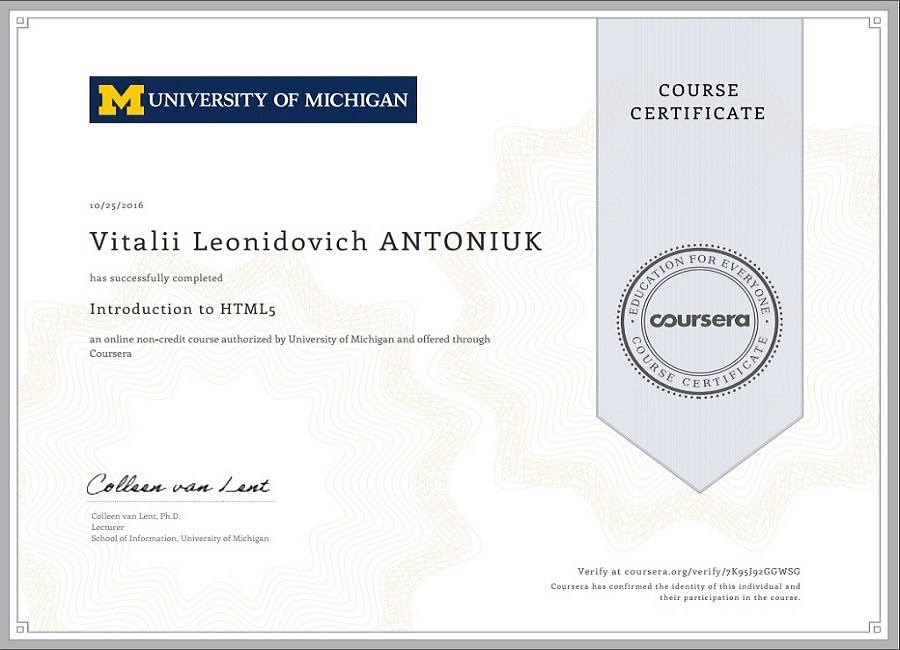 M UNIVERSITY OF MICHIGAN
COURSE
CERTIFICATE
10/25/2016
Vitalii Leonidovich ANTONIUK
has successfully completed
Introduction to HTML5
an online non-credit course authorized by University of Michigan and offered through
Coursera
EDUCATION FOR EVERYONE
coursera
COURSE CERTIFICATE
Colleen van Lent
Colleen van Lent, Ph.D.
Lecturer
School of Information, University of Michigan
Verify at coursera.org/verify/7K95J92GGWSG
Coursera has confirmed the identity of this individual and
their participation in the course.